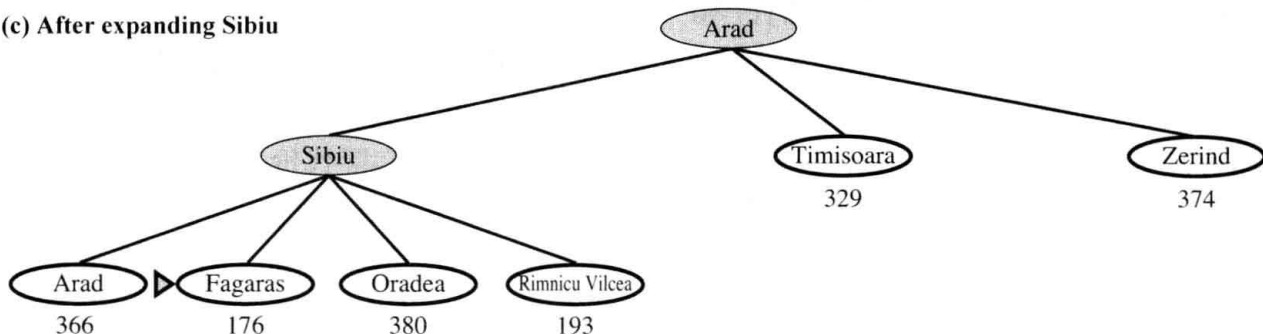 (c) After expanding Sibiu
Arad
Sibiu
Timisoara
Zerind
329
374
Arad
Fagaras
Oradea
Rimnicu Vilcea
366
176
380
193